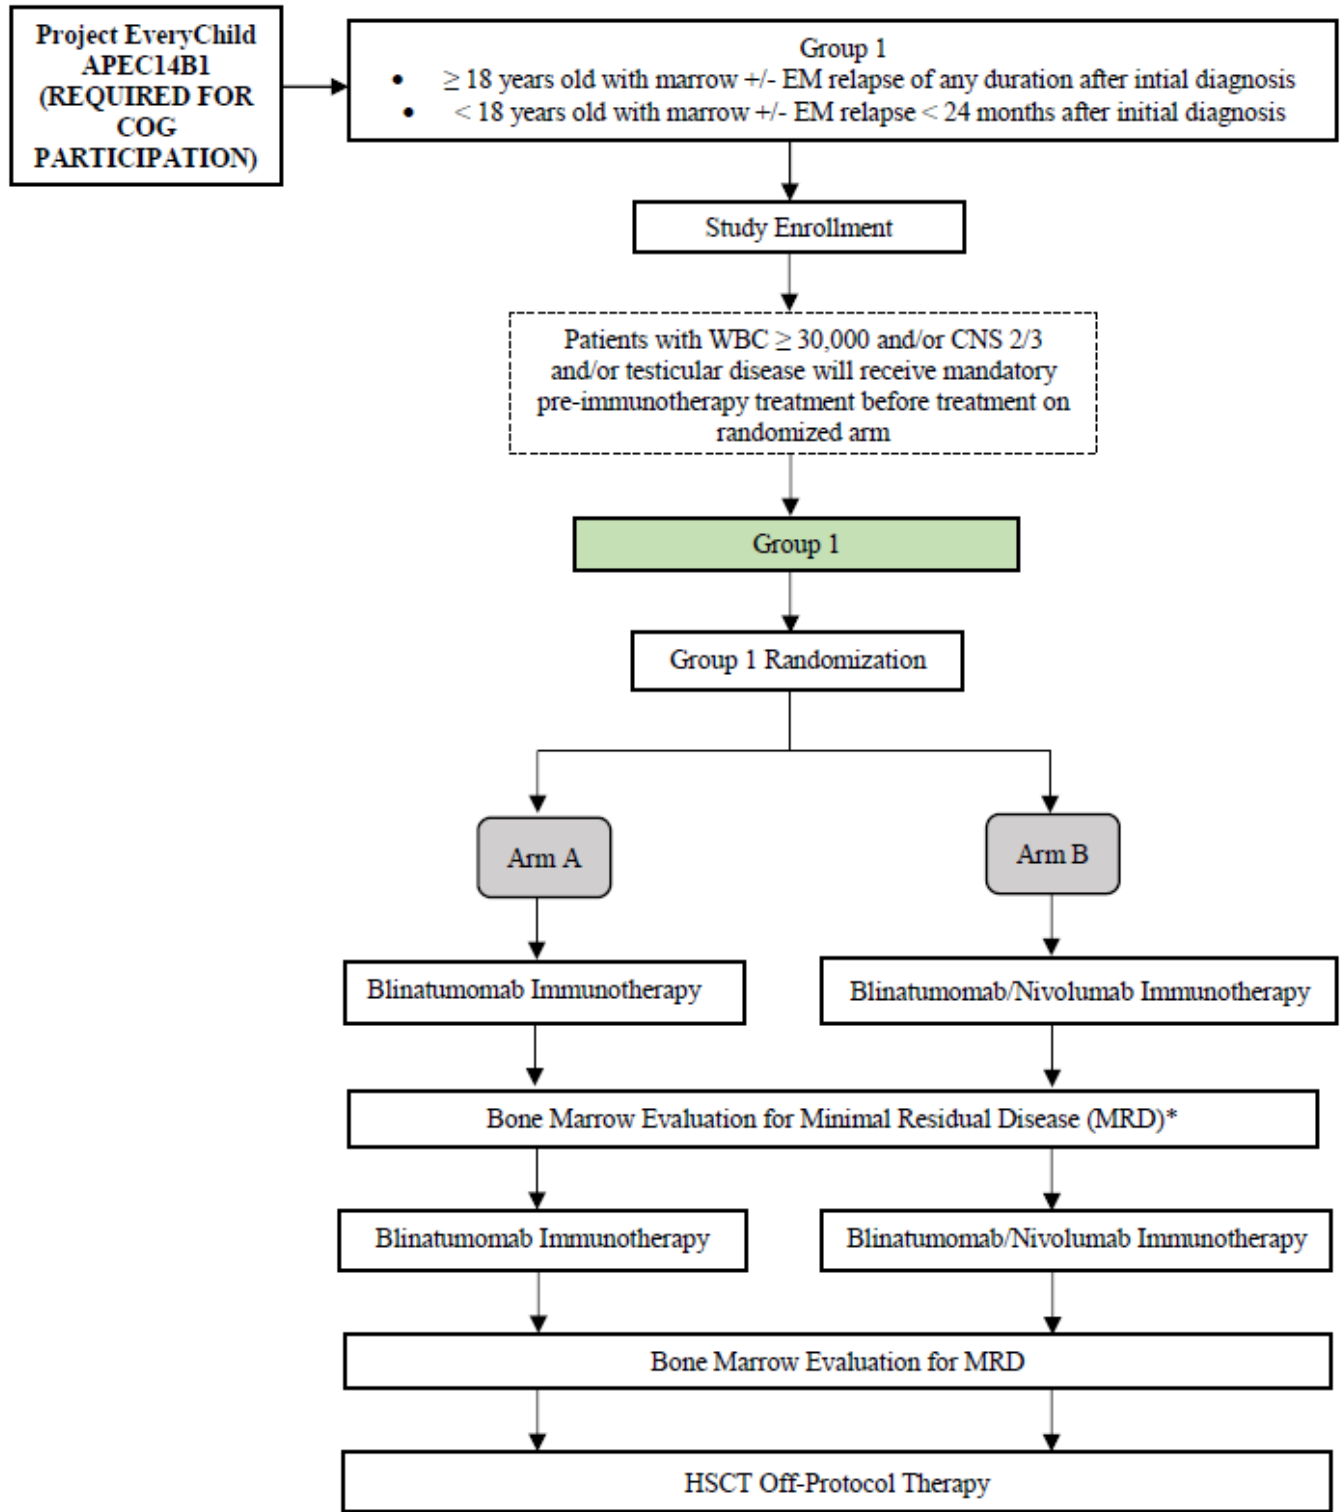 Project EveryChild
APEC14B1
(REQUIRED FOR
COG
PARTICIPATION)
Group 1
• ≥ 18 years old with marrow +/- EM relapse of any duration after intial diagnosis
• < 18 years old with marrow +/- EM relapse < 24 months after initial diagnosis
Study Enrollment
Patients with WBC ≥ 30,000 and/or CNS 2/3
and/or testicular disease will receive mandatory
pre-immunotherapy treatment before treatment on
randomized arm
Group 1
Group 1 Randomization
Arm A
Arm B
Blinatumomab Immunotherapy
Blinatumomab/Nivolumab Immunotherapy
Bone Marrow Evaluation for Minimal Residual Disease (MRD)*
Blinatumomab Immunotherapy
Blinatumomab/Nivolumab Immunotherapy
Bone Marrow Evaluation for MRD
HSCT Off-Protocol Therapy